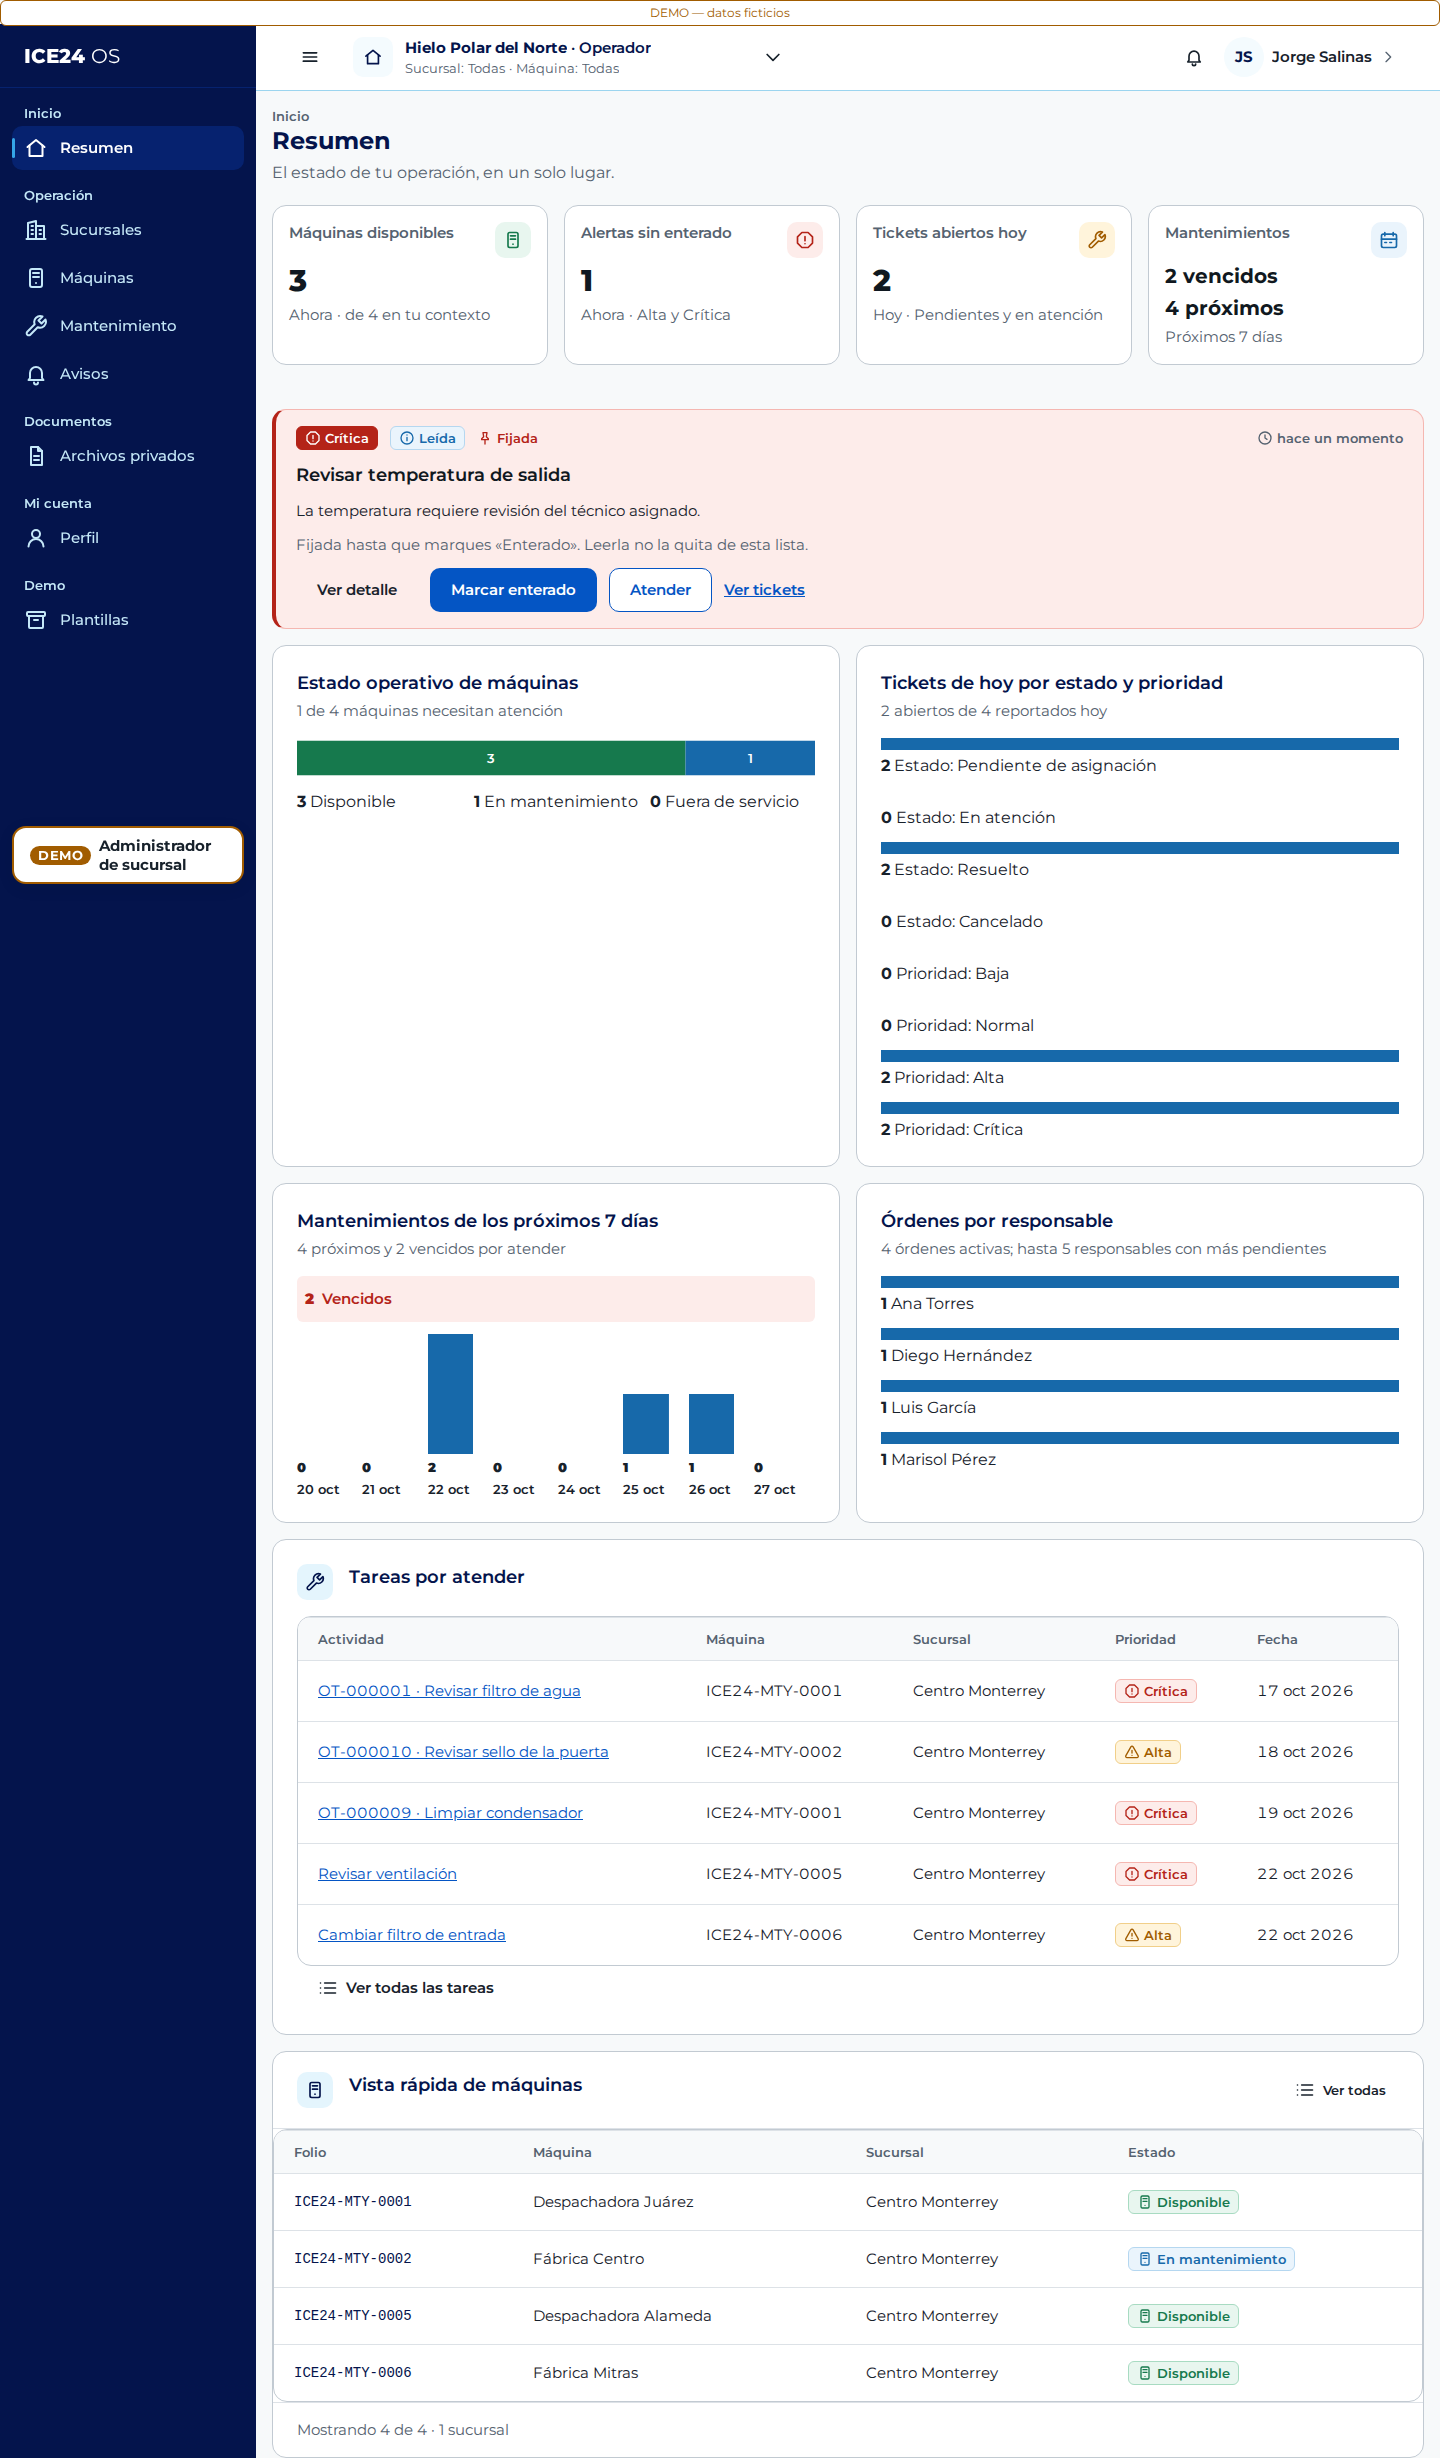 DEMO — datos ficticios
ICE24 OS
Inicio
Resumen
Operación
Sucursales
Máquinas
Mantenimiento
Avisos
Documentos
Archivos privados
Mi cuenta
Perfil
Demo
Plantillas
DEMO Administrador de sucursal
Hielo Polar del Norte · Operador
Sucursal: Todas · Máquina: Todas
JS Jorge Salinas
Inicio
Resumen
El estado de tu operación, en un solo lugar.
Máquinas disponibles
3
Ahora · de 4 en tu contexto
Alertas sin enterado
1
Ahora · Alta y Crítica
Tickets abiertos hoy
2
Hoy · Pendientes y en atención
Mantenimientos
2 vencidos
4 próximos
Próximos 7 días
Crítica Leída Fijada hace un momento
Revisar temperatura de salida
La temperatura requiere revisión del técnico asignado.
Fijada hasta que marques «Enterado». Leerla no la quita de esta lista.
Ver detalle Marcar enterado Atender Ver tickets
Estado operativo de máquinas
1 de 4 máquinas necesitan atención
3 1
3 Disponible 1 En mantenimiento 0 Fuera de servicio
Tickets de hoy por estado y prioridad
2 abiertos de 4 reportados hoy
2 Estado: Pendiente de asignación
0 Estado: En atención
2 Estado: Resuelto
0 Estado: Cancelado
0 Prioridad: Baja
0 Prioridad: Normal
2 Prioridad: Alta
2 Prioridad: Crítica
Mantenimientos de los próximos 7 días
4 próximos y 2 vencidos por atender
2 Vencidos
0 0 2 0 0 1 1 0
20 oct 21 oct 22 oct 23 oct 24 oct 25 oct 26 oct 27 oct
Órdenes por responsable
4 órdenes activas; hasta 5 responsables con más pendientes
1 Ana Torres
1 Diego Hernández
1 Luis García
1 Marisol Pérez
Tareas por atender
Actividad Máquina Sucursal Prioridad Fecha
OT-000001 · Revisar filtro de agua ICE24-MTY-0001 Centro Monterrey Crítica 17 oct 2026
OT-000010 · Revisar sello de la puerta ICE24-MTY-0002 Centro Monterrey Alta 18 oct 2026
OT-000009 · Limpiar condensador ICE24-MTY-0001 Centro Monterrey Crítica 19 oct 2026
Revisar ventilación ICE24-MTY-0005 Centro Monterrey Crítica 22 oct 2026
Cambiar filtro de entrada ICE24-MTY-0006 Centro Monterrey Alta 22 oct 2026
Ver todas las tareas
Vista rápida de máquinas Ver todas
Folio Máquina Sucursal Estado
ICE24-MTY-0001 Despachadora Juárez Centro Monterrey Disponible
ICE24-MTY-0002 Fábrica Centro Centro Monterrey En mantenimiento
ICE24-MTY-0005 Despachadora Alameda Centro Monterrey Disponible
ICE24-MTY-0006 Fábrica Mitras Centro Monterrey Disponible
Mostrando 4 de 4 · 1 sucursal